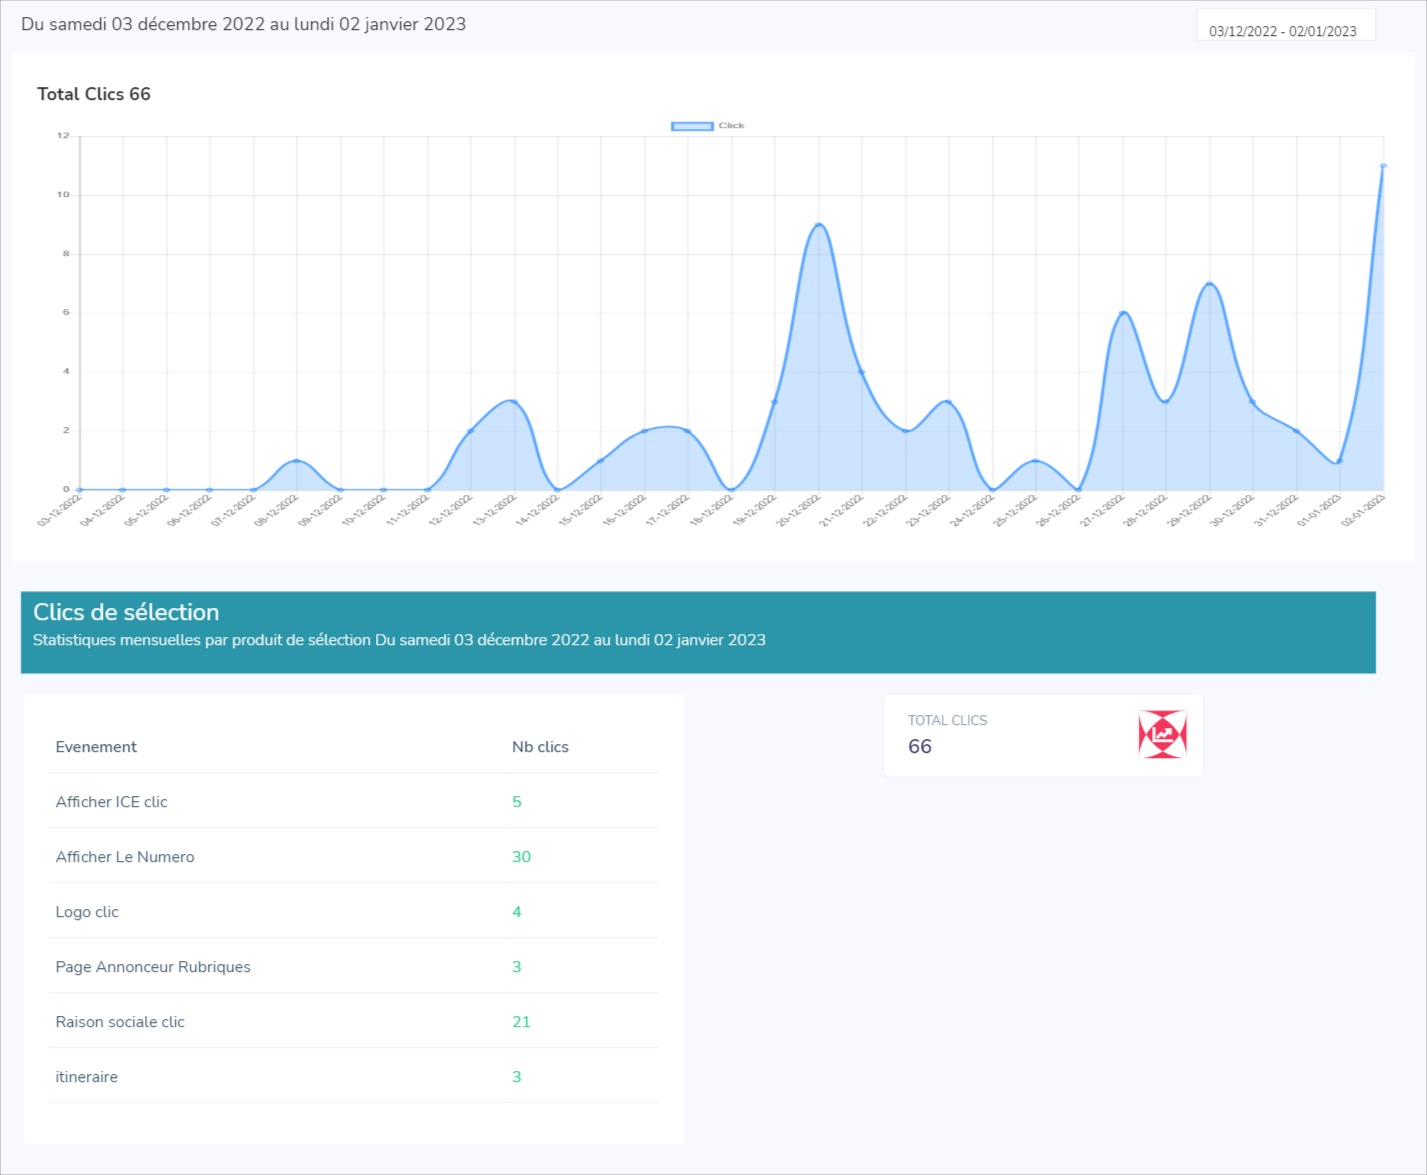 Du samedi 03 décembre 2022 au lundi 02 janvier 2023
03/12/2022 - 02/01/2023
Total Clics 66
Click
12
10
8
6
4
2
0
03-12-2022
04-12-2022
05-12-2022
06-12-2022
07-12-2022
08-12-2022
09-12-2022
10-12-2022
11-12-2022
12-12-2022
13-12-2022
14-12-2022
15-12-2022
16-12-2022
17-12-2022
18-12-2022
19-12-2022
20-12-2022
21-12-2022
22-12-2022
23-12-2022
24-12-2022
25-12-2022
26-12-2022
27-12-2022
28-12-2022
29-12-2022
30-12-2022
31-12-2022
01-01-2023
02-01-2023
Clics de sélection
Statistiques mensuelles par produit de sélection Du samedi 03 décembre 2022 au lundi 02 janvier 2023
TOTAL CLICS
66
Evenement Nb clics
Afficher ICE clic 5
Afficher Le Numero 30
Logo clic 4
Page Annonceur Rubriques 3
Raison sociale clic 21
itineraire 3